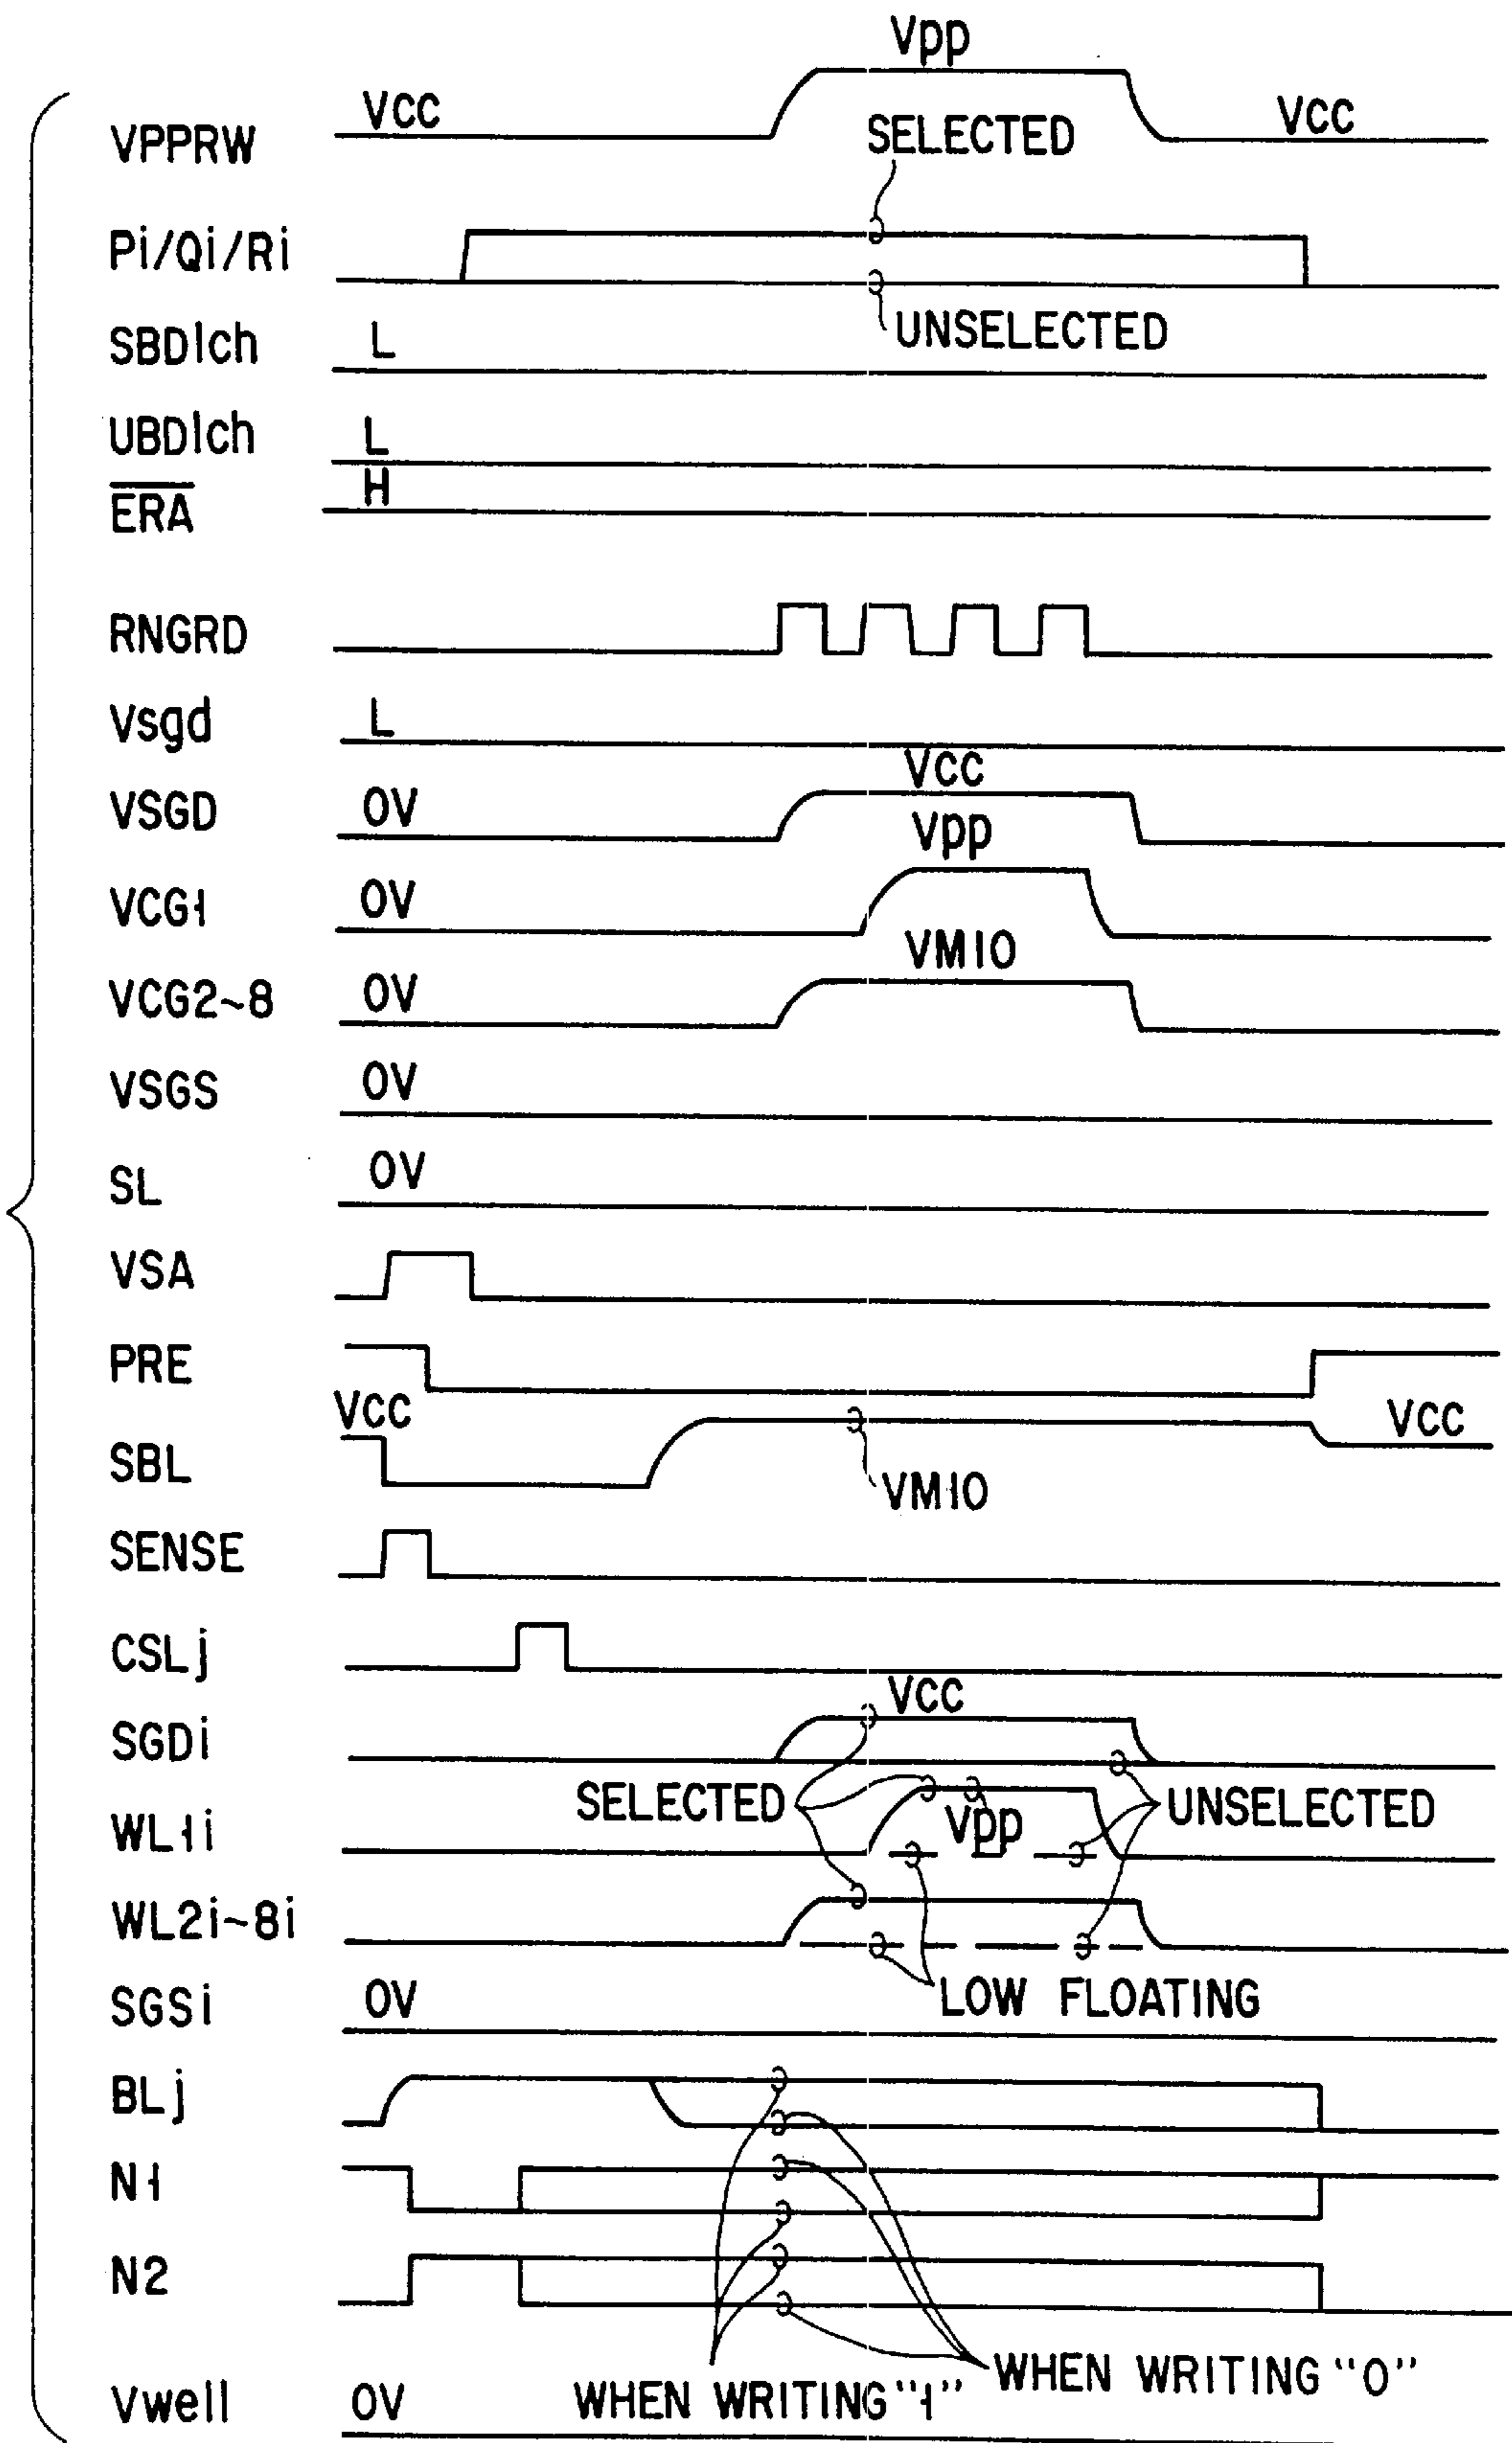 Vpp
VPPRW VCC VCC
SELECTED
Pi/Qi/Ri
UNSELECTED
SBDlch L
UBDlch L
ERA H
RNGRD
Vsgd L
VSGD 0V VCC
VCG1 0V Vpp
VCG2~8 0V VM10
VSGS 0V
SL 0V
VSA
PRE
SBL VCC VCC
VM10
SENSE
CSLj
SGDi VCC
SELECTED UNSELECTED
WL1i Vpp
WL2i~8i
LOW FLOATING
SGSi 0V
BLj
N1
N2
WHEN WRITING "0"
Vwell 0V WHEN WRITING "1"